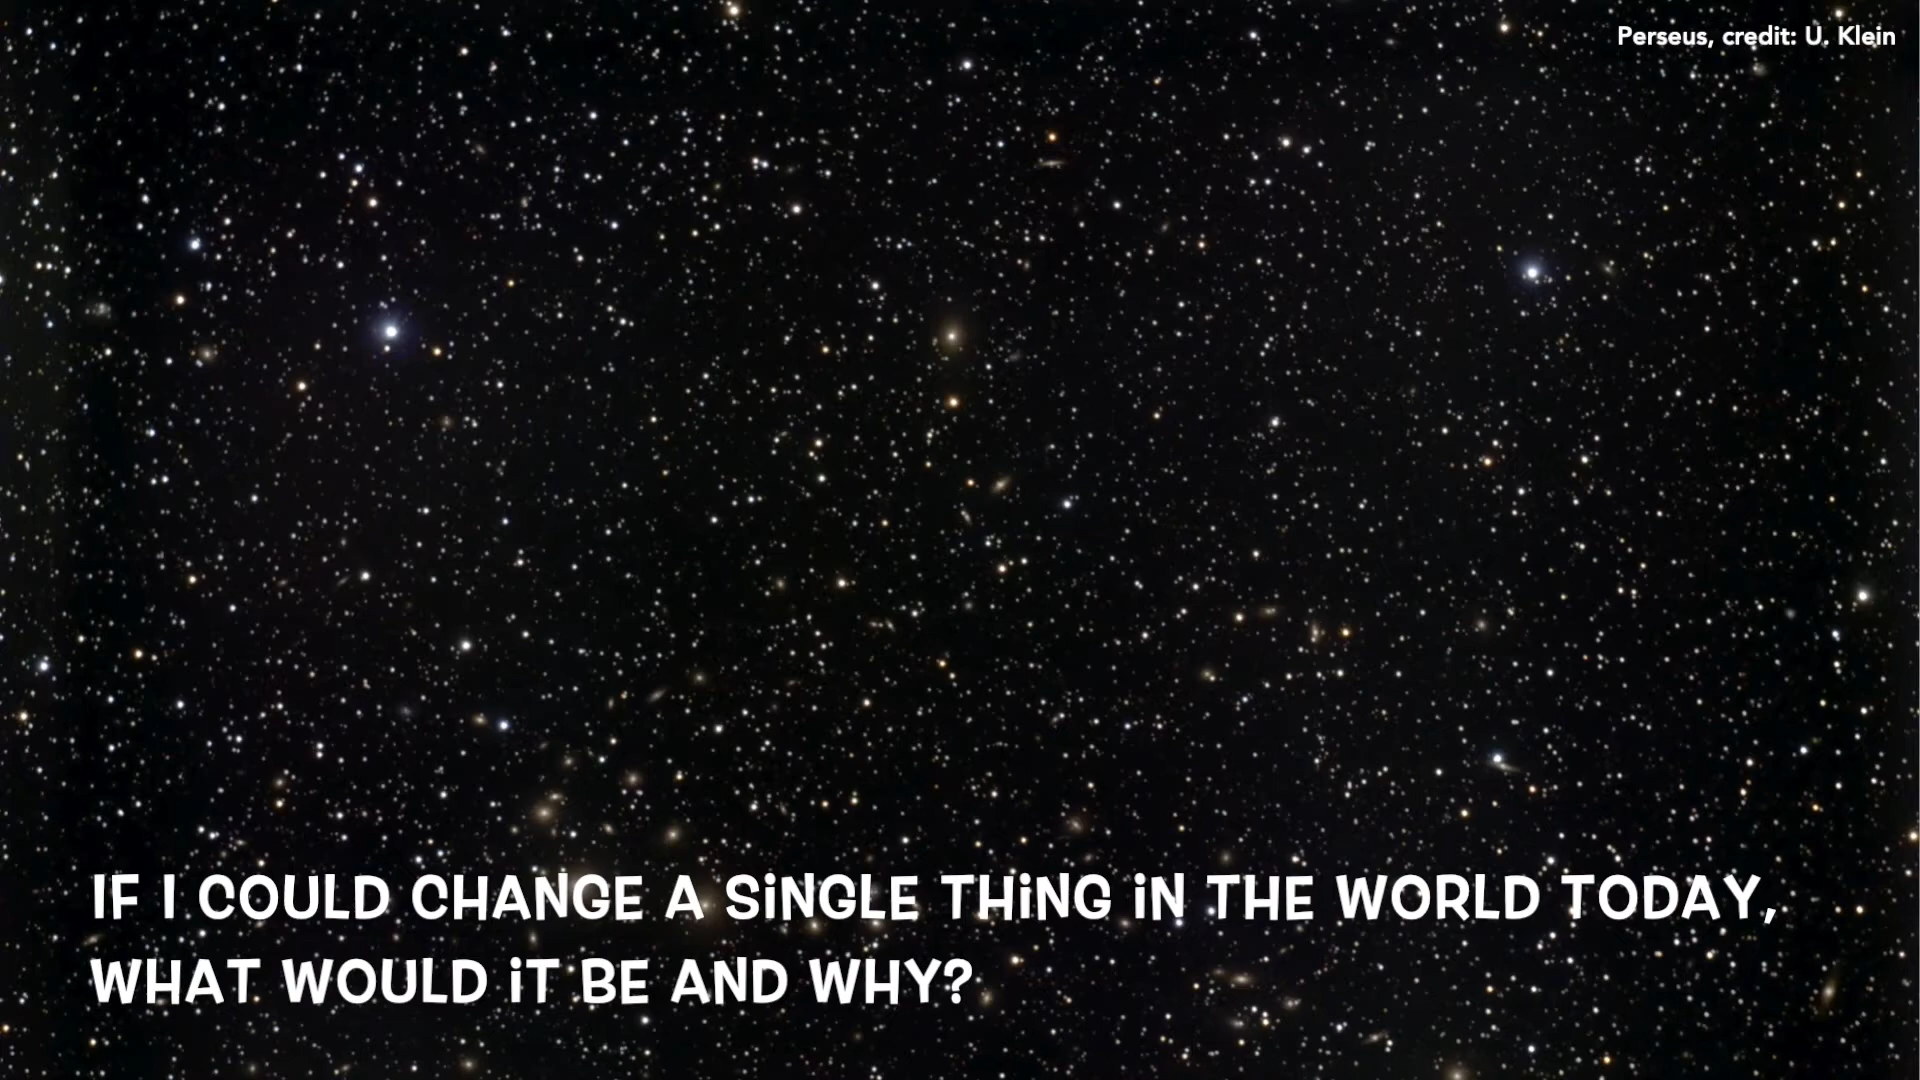 Perseus, credit: U. Klein
IF I COULD CHANGE A SiNGLE THiNG iN THE WORLD TODAY,
WHAT WOULD iT BE AND WHY?